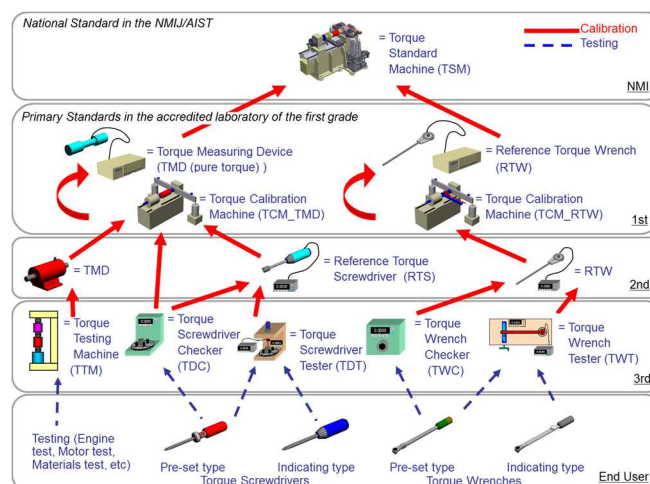 National Standard in the NMIJ/AIST
Calibration
Testing
= Torque
Standard
Machine (TSM)
NMI
Primary Standards in the accredited laboratory of the first grade
= Torque Measuring Device
(TMD (pure torque) )
= Reference Torque Wrench
(RTW)
= Torque Calibration
Machine (TCM_TMD)
= Torque Calibration
Machine (TCM_RTW)
1st
= TMD
= Reference Torque
Screwdriver (RTS)
= RTW
2nd
= Torque
Testing
Machine
(TTM)
= Torque
Screwdriver
Checker
(TDC)
= Torque
Screwdriver
Tester (TDT)
= Torque
Wrench
Checker
(TWC)
= Torque
Wrench
Tester (TWT)
3rd
Testing (Engine
test, Motor test,
Materials test, etc)
Pre-set type
Indicating type
Torque Screwdrivers
Pre-set type
Indicating type
Torque Wrenches
End User